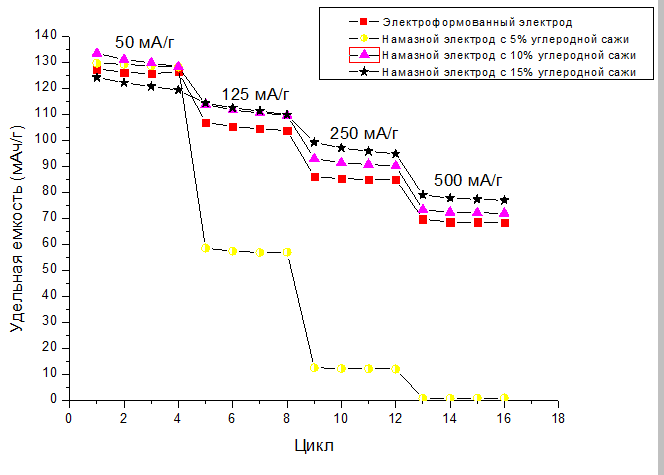 Электроформованный электрод
Намазной электрод с 5% углеродной сажи
Намазной электрод с 10% углеродной сажи
Намазной электрод с 15% углеродной сажи
50 мА/г
125 мА/г
250 мА/г
500 мА/г
Удельная емкость (мАч/г)
140
130
120
110
100
90
80
70
60
50
40
30
20
10
0
0 2 4 6 8 10 12 14 16 18
Цикл